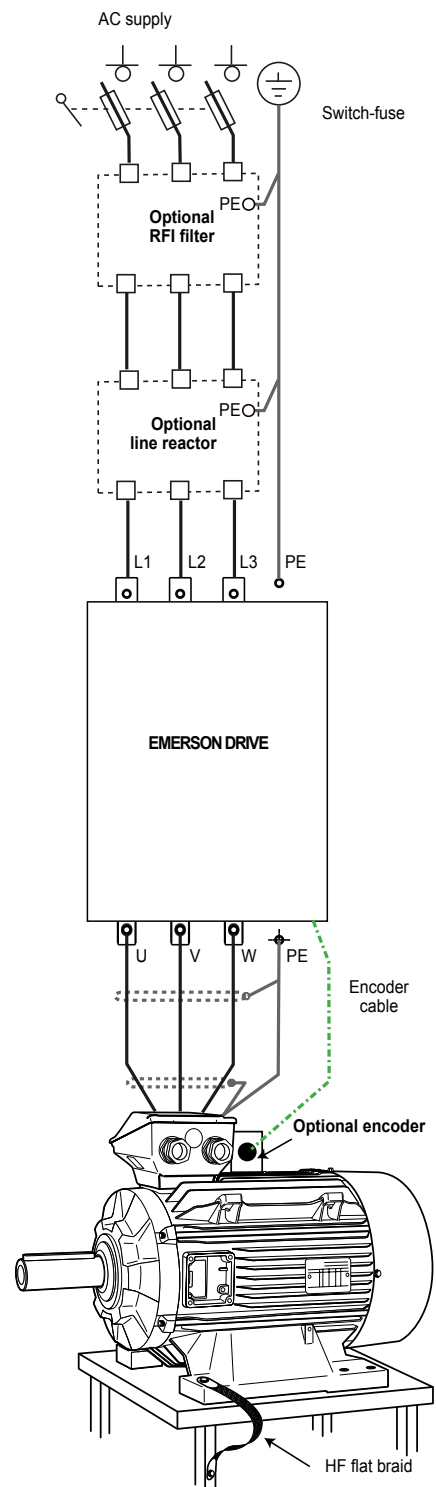 AC supply
Switch-fuse
PE
Optional
RFI filter
PE
Optional
line reactor
L1 L2 L3 PE
EMERSON DRIVE
U V W PE
Encoder
cable
Optional encoder
HF flat braid